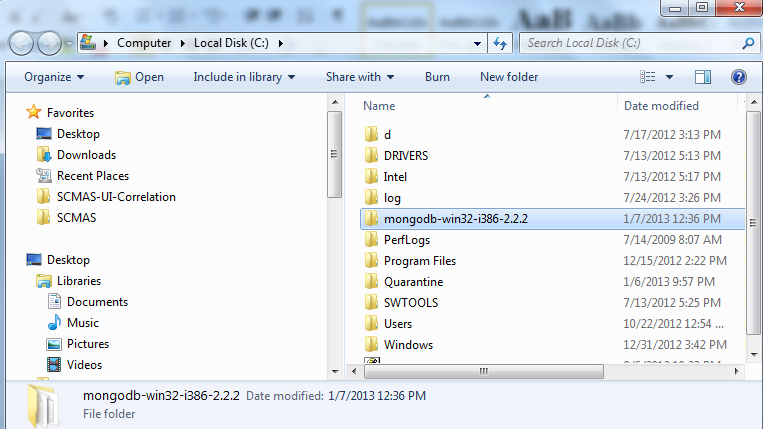 Computer Local Disk (C:) Search Local Disk (C:)
Organize Open Include in library Share with Burn New folder
Favorites
Desktop
Downloads
Recent Places
SCMAS-UI-Correlation
SCMAS
Desktop
Libraries
Documents
Music
Pictures
Videos
Name Date modified
d 7/17/2012 3:13 PM
DRIVERS 7/13/2012 5:13 PM
Intel 7/13/2012 5:17 PM
log 7/24/2012 3:26 PM
mongodb-win32-i386-2.2.2 1/7/2013 12:36 PM
PerfLogs 7/14/2009 8:07 AM
Program Files 12/15/2012 2:22 PM
Quarantine 1/6/2013 9:57 PM
SWTOOLS 7/13/2012 5:25 PM
Users 10/22/2012 12:54 ...
Windows 12/31/2012 3:42 PM
mongodb-win32-i386-2.2.2 Date modified: 1/7/2013 12:36 PM
File folder